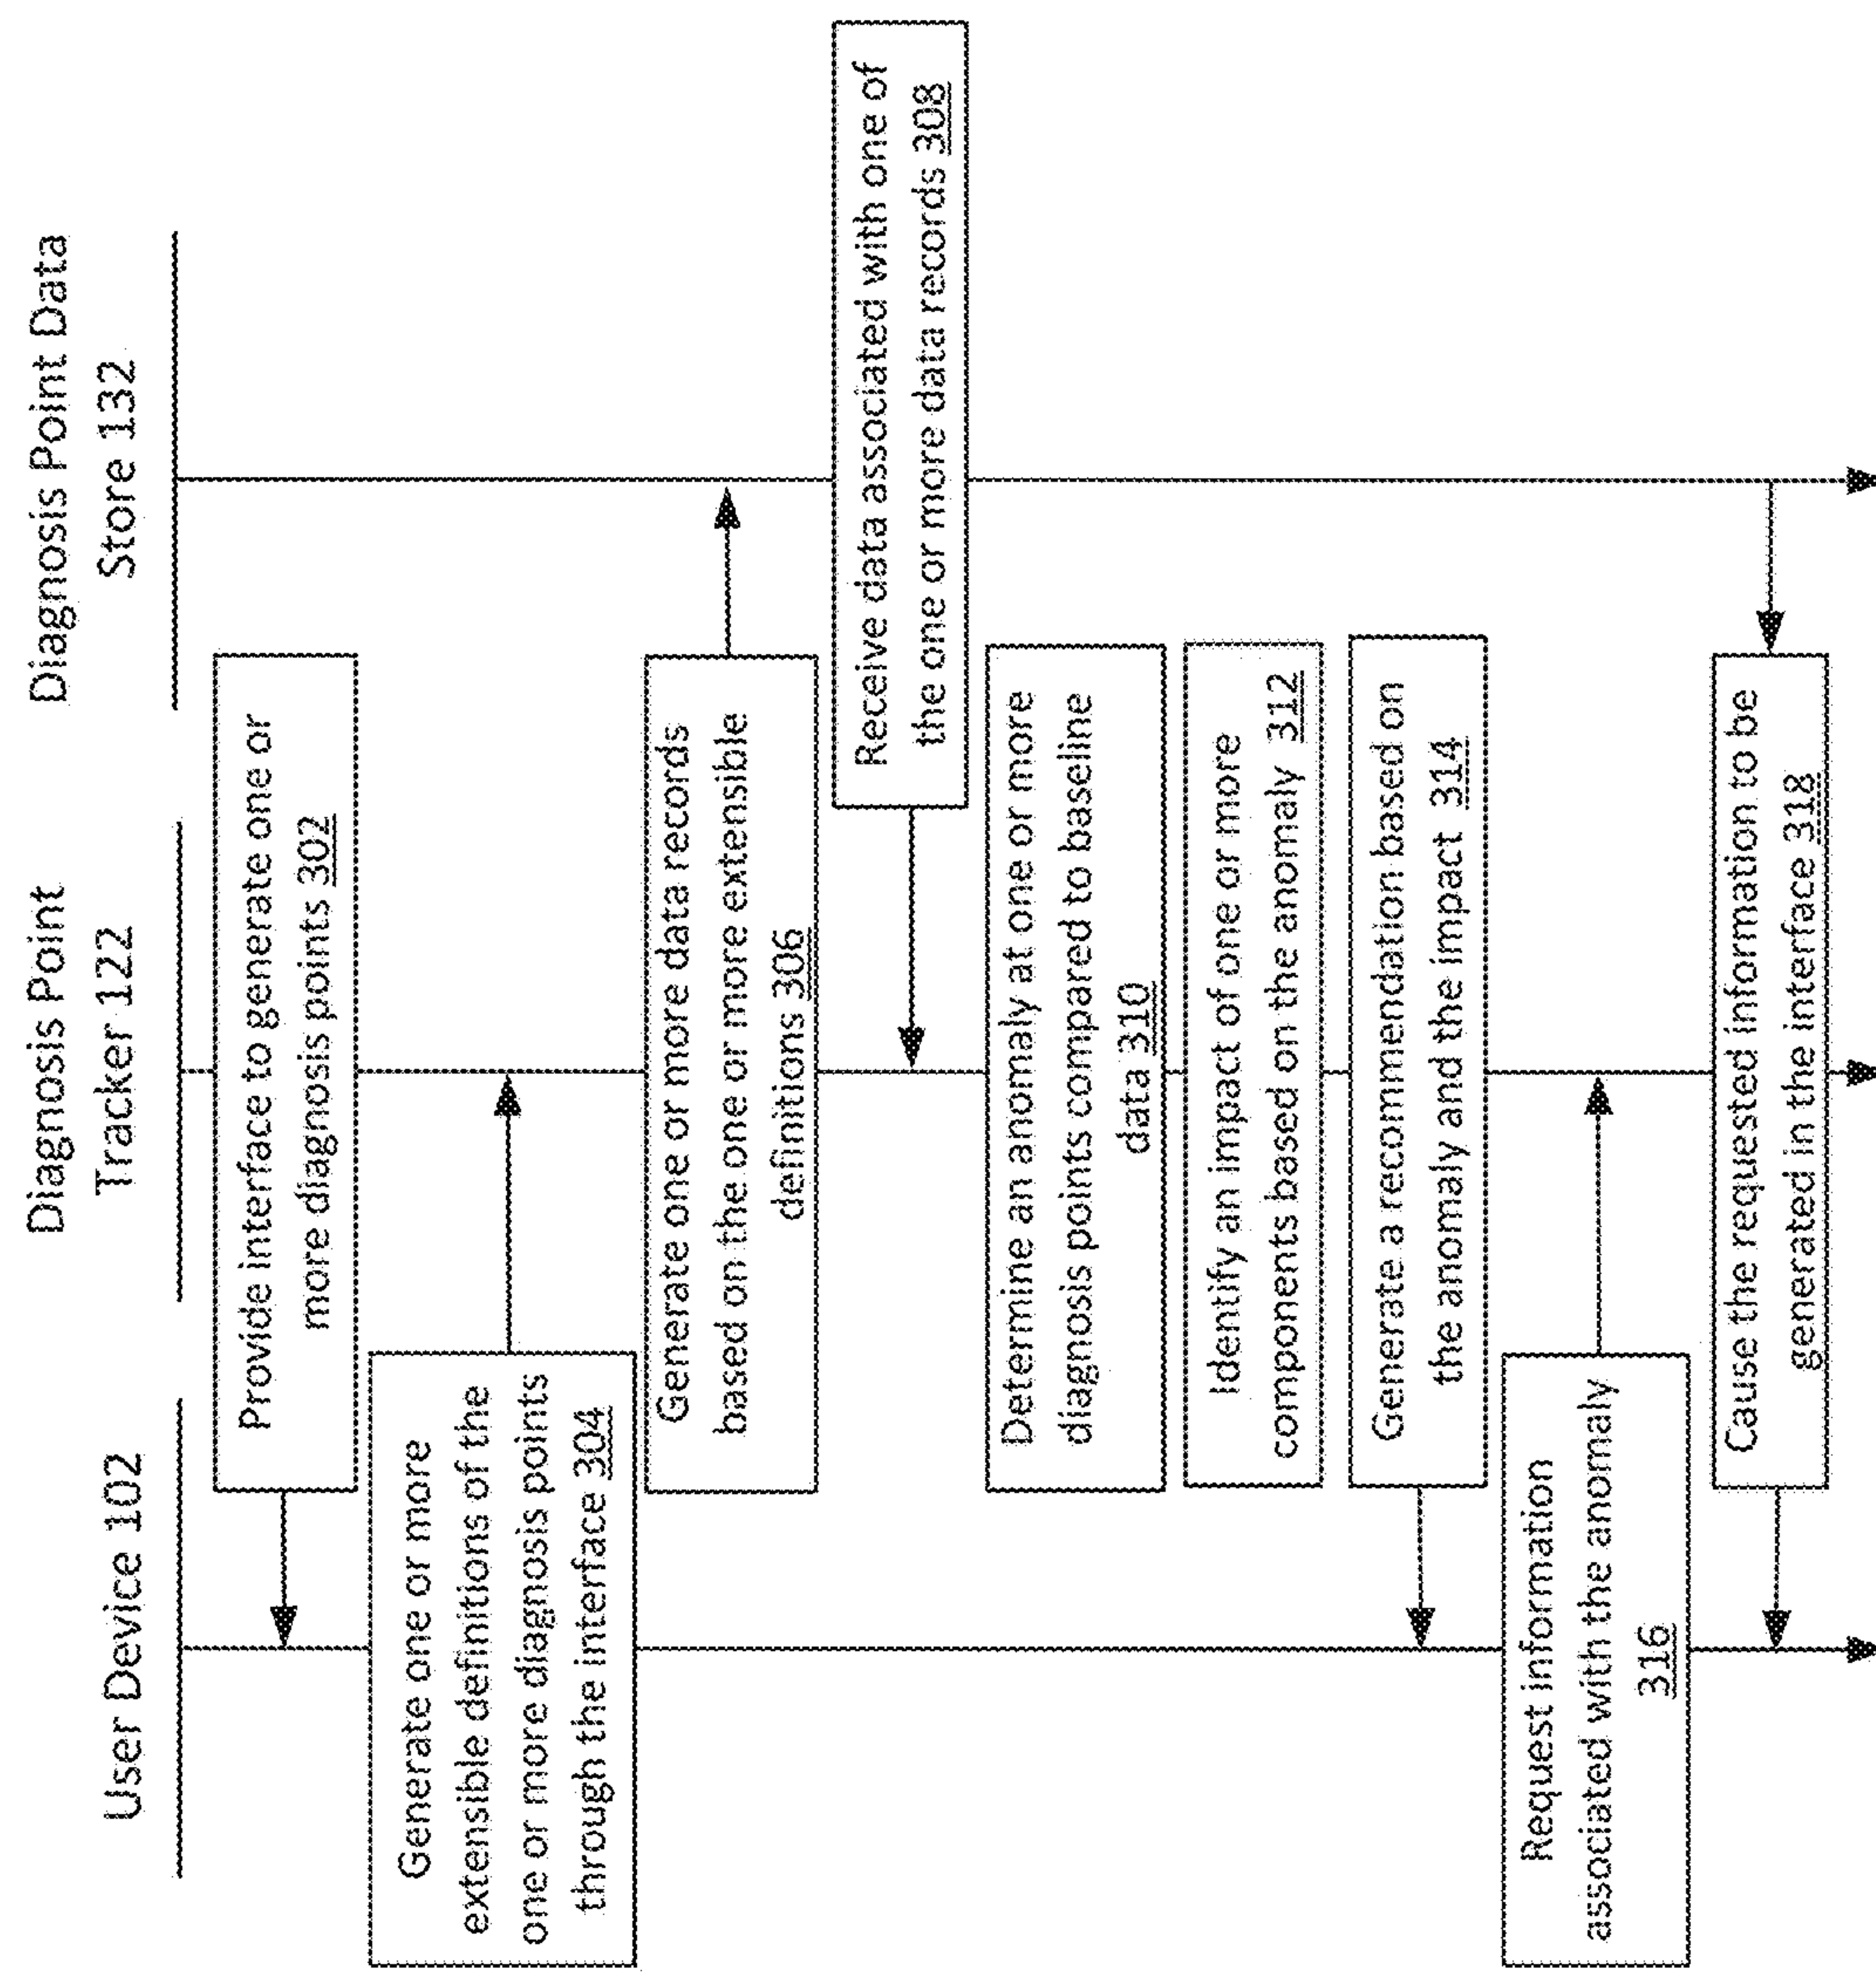 User Device 102
Diagnosis Point
Tracker 122
Diagnosis Point Data
Store 132
Provide interface to generate one or
more diagnosis points 302
Generate one or more
extensible definitions of the
one or more diagnosis points
through the interface 304
Generate one or more data records
based on the one or more extensible
definitions 306
Receive data associated with one of
the one or more data records 308
Determine an anomaly at one or more
diagnosis points compared to baseline
data 310
Identify an impact of one or more
components based on the anomaly 312
Generate a recommendation based on
the anomaly and the impact 314
Request information
associated with the anomaly
316
Cause the requested information to be
generated in the interface 318